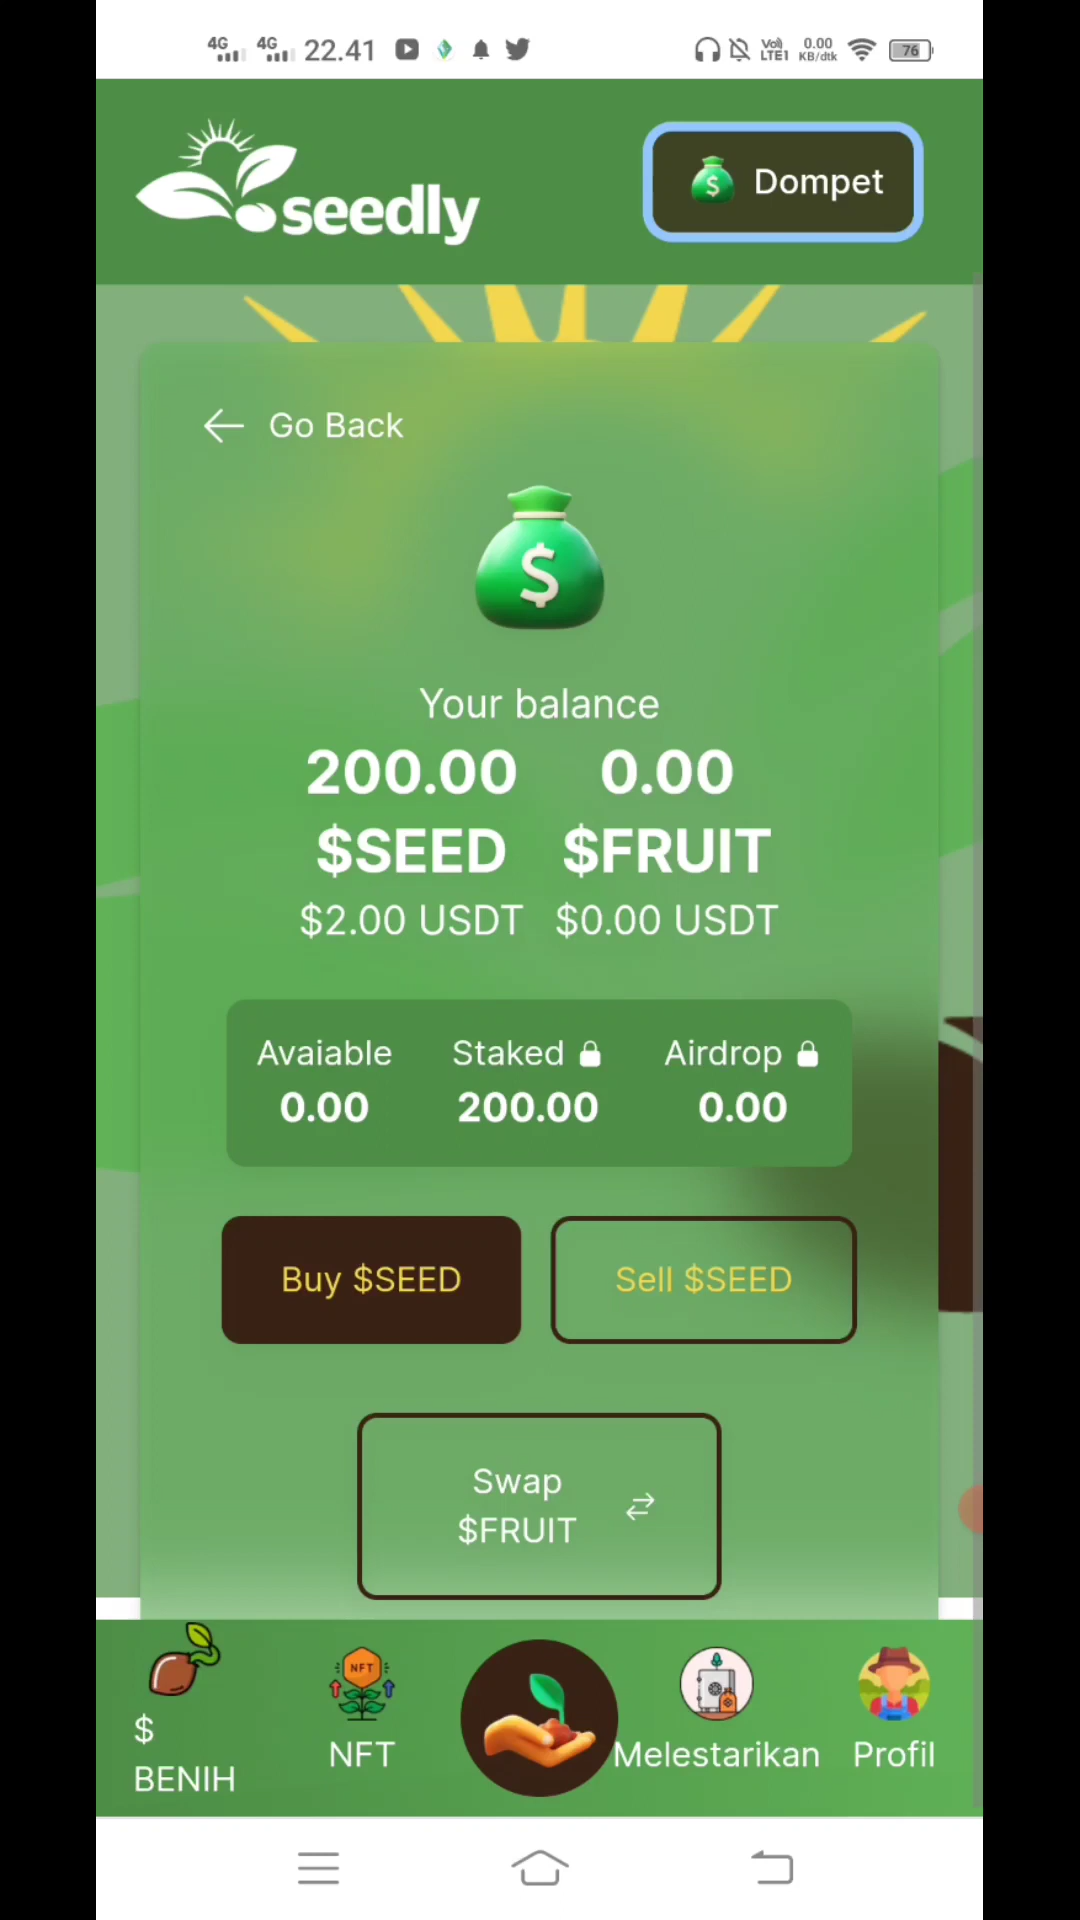 4G 4G 22.41 Vo) LTE1 0.00 KB/dtk 76
seedly
$ Dompet
Go Back
$
Your balance
200.00 0.00
$SEED $FRUIT
$2.00 USDT $0.00 USDT
Avaiable Staked Airdrop
0.00 200.00 0.00
Buy $SEED Sell $SEED
Swap
$FRUIT
NFT
$
BENIH
NFT
Melestarikan
Profil